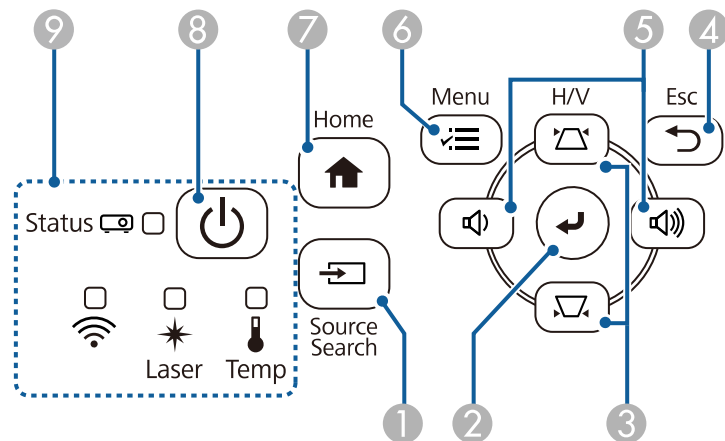 9 8 7 6 5 4
Home
Menu
H/V
Esc
Status
Source
Search
Laser
Temp
1 2 3